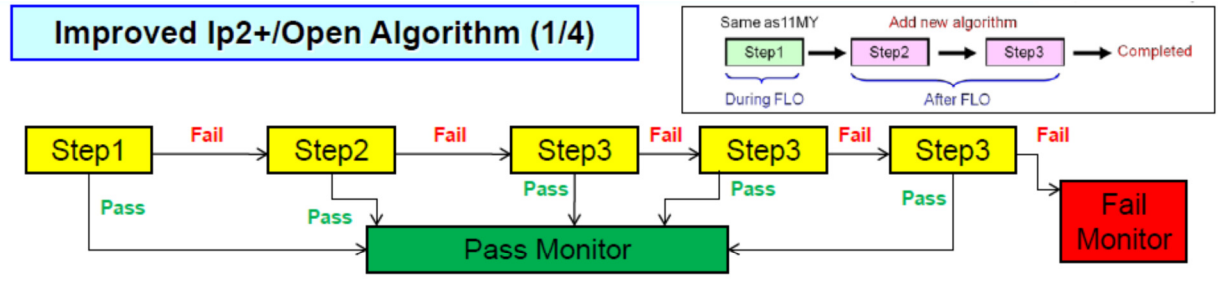 Improved Ip2+/Open Algorithm (1/4)
Same as11MY
Add new algorithm
Step1
Step2
Step3
Completed
During FLO
After FLO
Step1
Fail
Step2
Fail
Step3
Fail
Step3
Fail
Step3
Fail
Pass
Pass
Pass
Pass
Pass
Pass Monitor
Fail
Monitor